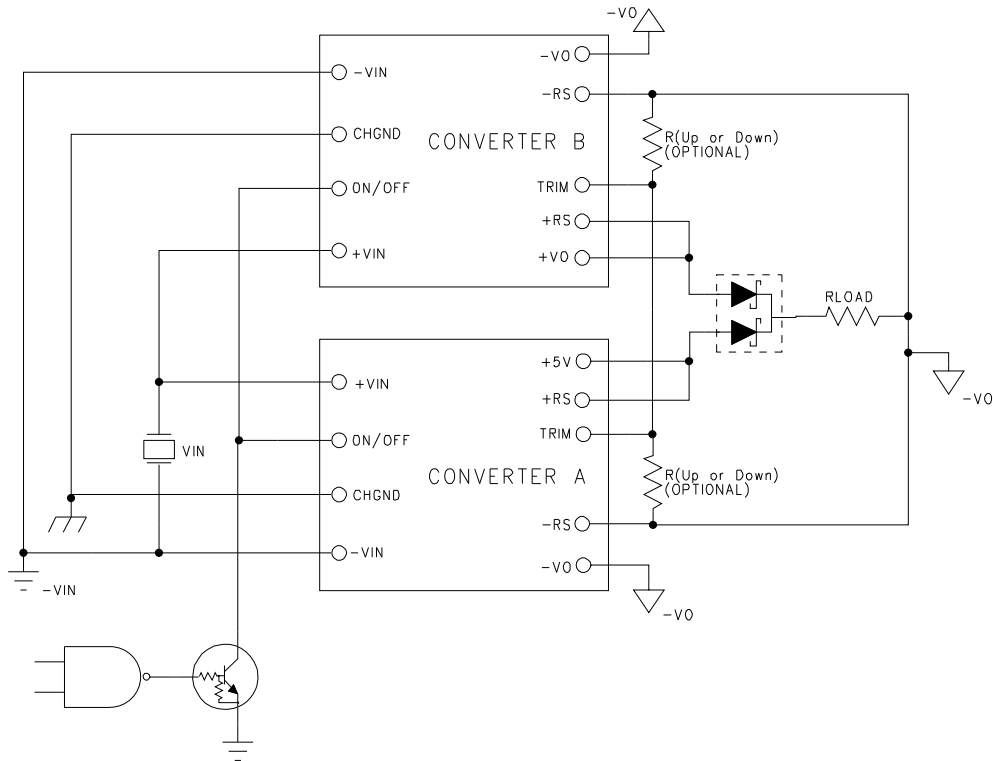 -VO
-VO
-VIN
-RS
CHGND
CONVERTER B
R(Up or Down)
(OPTIONAL)
ON/OFF
TRIM
+RS
+VIN
+VO
RLOAD
+5V
+VIN
+RS
-VO
ON/OFF
TRIM
VIN
CONVERTER A
R(Up or Down)
(OPTIONAL)
CHGND
-RS
-VIN
-VO
-VIN
-VO